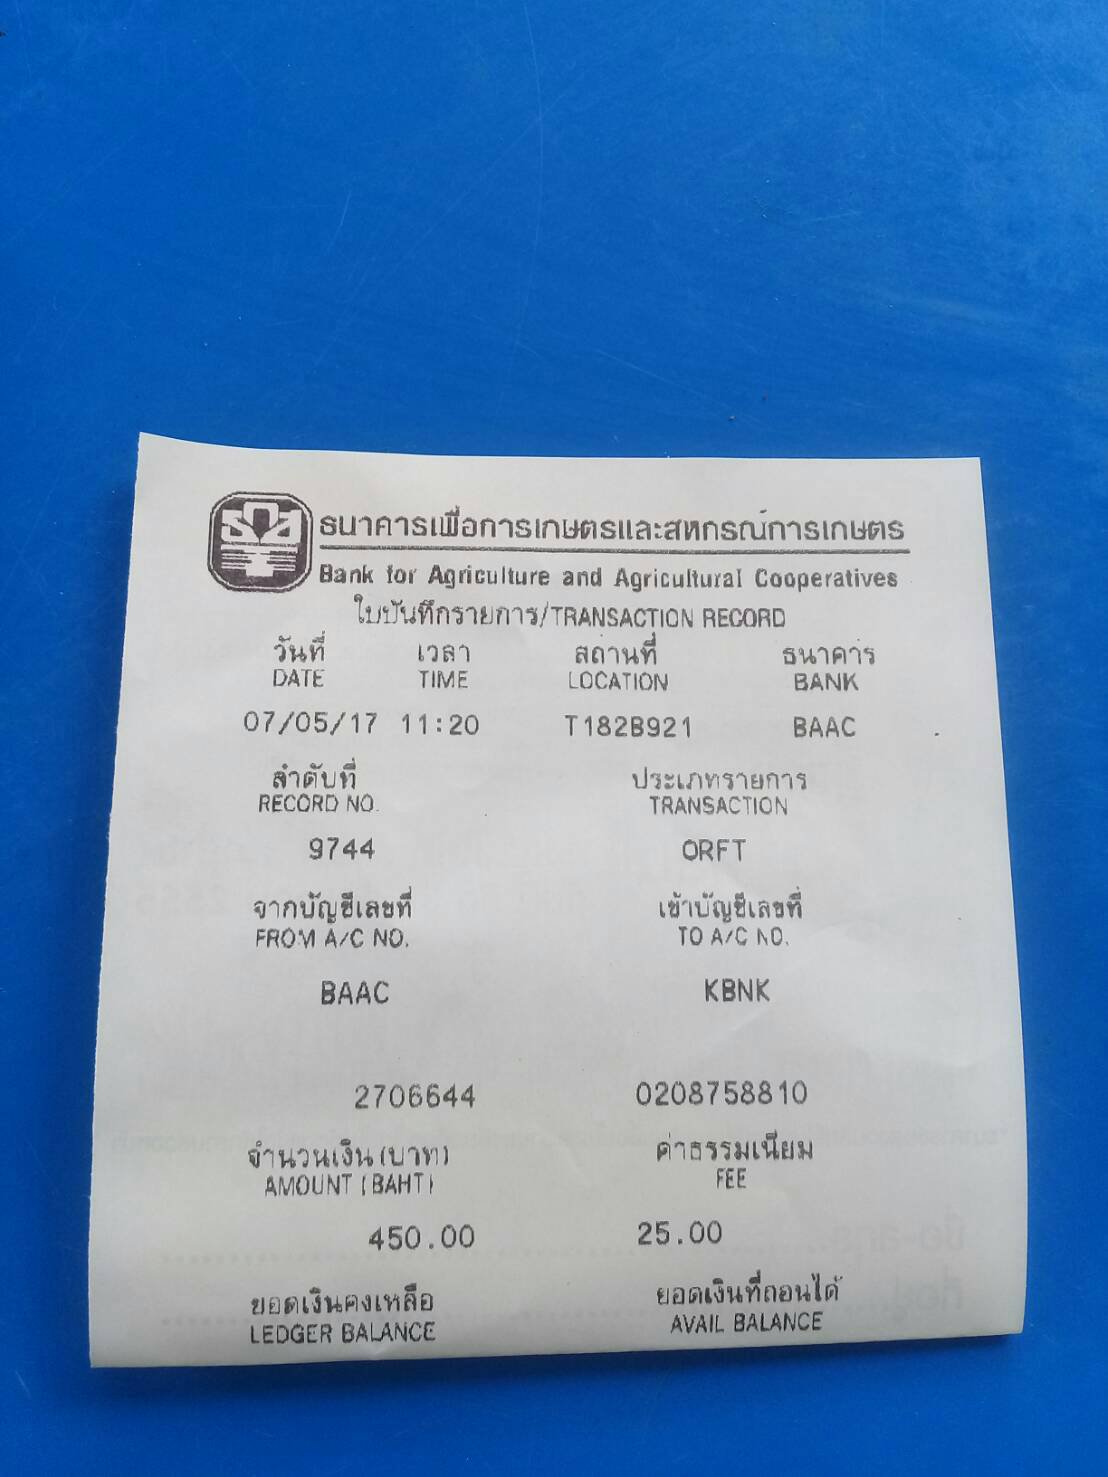 ธกส ธนาคารเพื่อการเกษตรและสหกรณ์การเกษตร
Bank for Agriculture and Agricultural Cooperatives
ใบบันทึกรายการ/TRANSACTION RECORD
วันที่ เวลา สถานที่ ธนาคาร
DATE TIME LOCATION BANK
07/05/17 11:20 T182B921 BAAC
ลำดับที่ ประเภทรายการ
RECORD NO. TRANSACTION
9744 ORFT
จากบัญชีเลขที่ เข้าบัญชีเลขที่
FROM A/C NO. TO A/C NO.
BAAC KBNK
2706644 0208758810
จำนวนเงิน (บาท) ค่าธรรมเนียม
AMOUNT (BAHT) FEE
450.00 25.00
ยอดเงินคงเหลือ ยอดเงินที่ถอนได้
LEDGER BALANCE AVAIL BALANCE